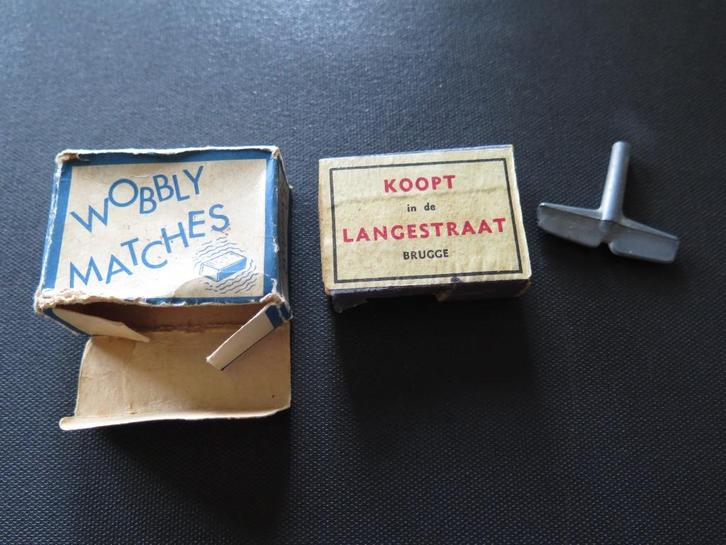 WOBBLY
MATCHES
KOOPT
in de
LANGESTRAAT
BRUGGE